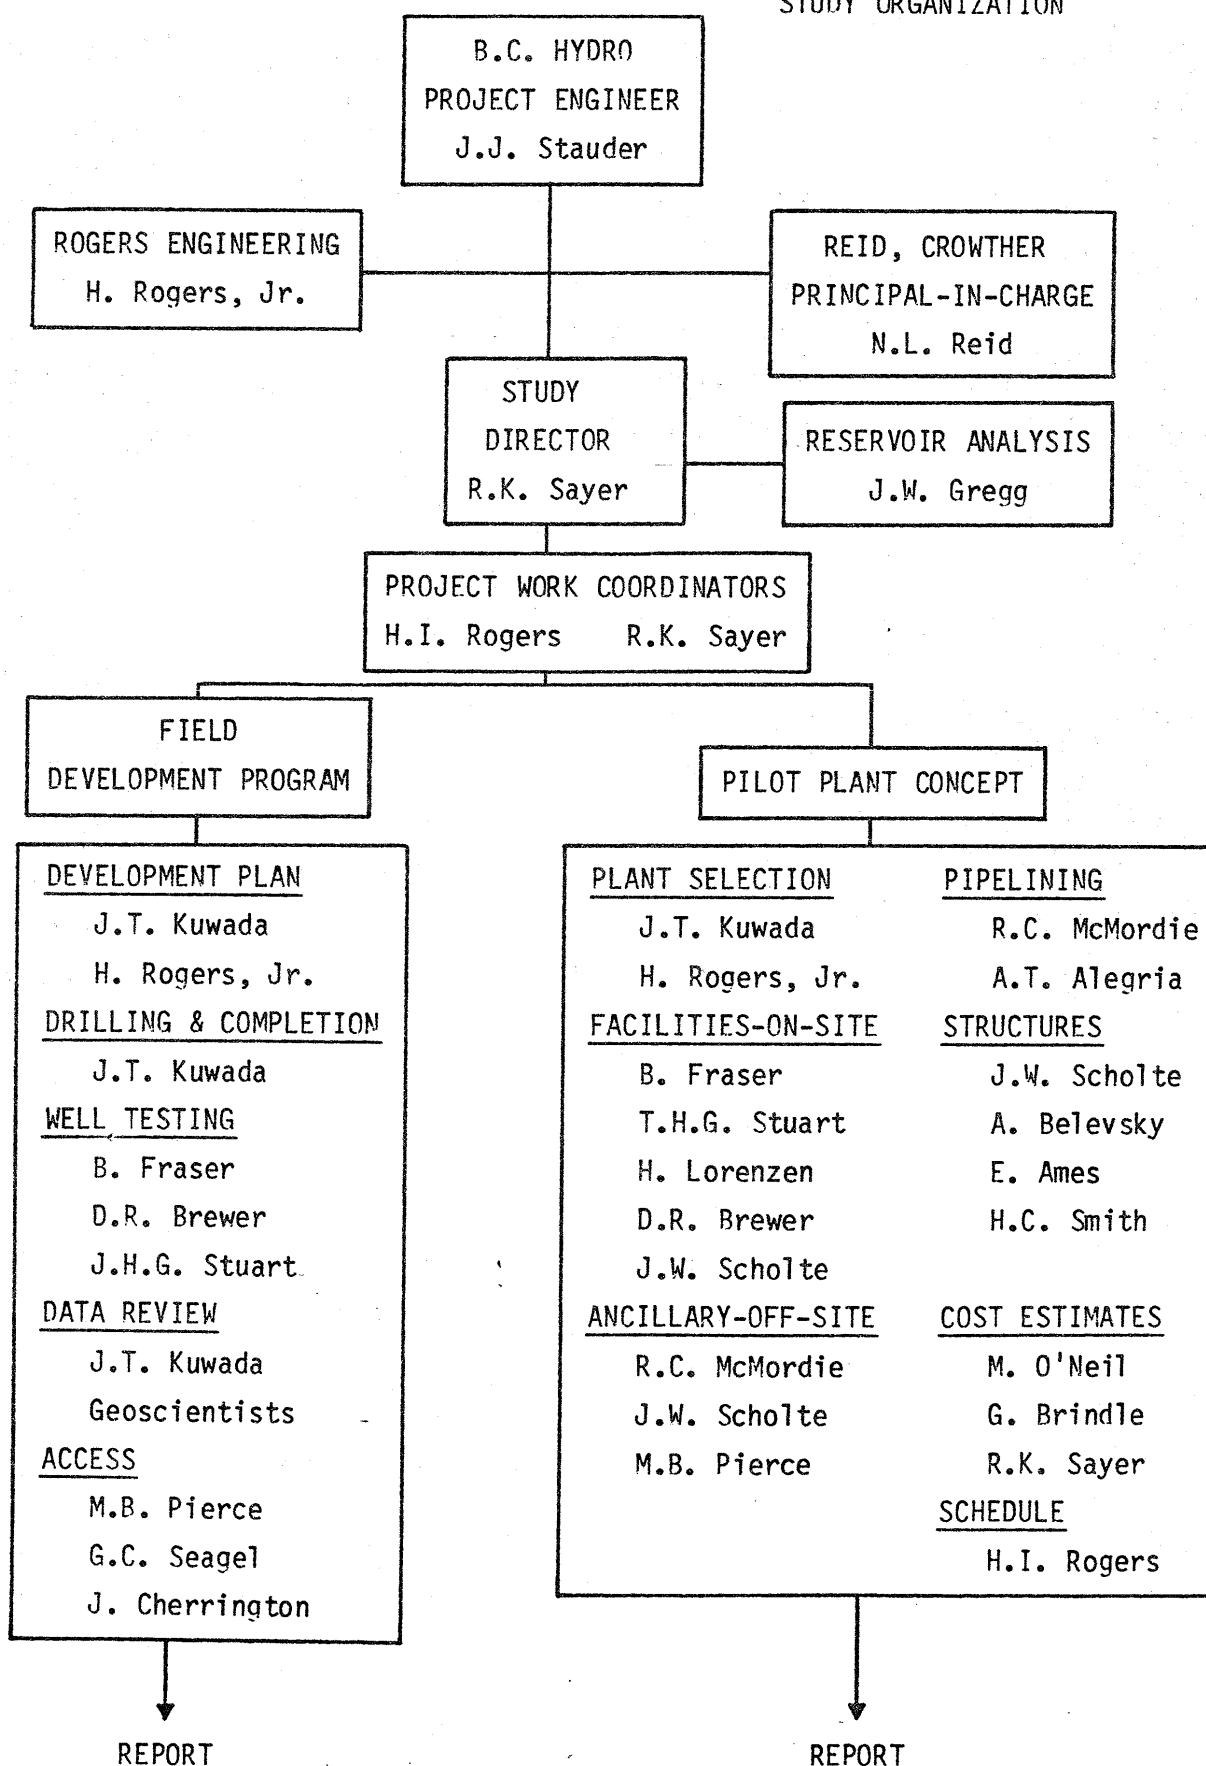 STUDY ORGANIZATION
B.C. HYDRO
PROJECT ENGINEER
J.J. Stauder
ROGERS ENGINEERING
H. Rogers, Jr.
REID, CROWTHER
PRINCIPAL-IN-CHARGE
N.L. Reid
STUDY
DIRECTOR
R.K. Sayer
RESERVOIR ANALYSIS
J.W. Gregg
PROJECT WORK COORDINATORS
H.I. Rogers R.K. Sayer
FIELD
DEVELOPMENT PROGRAM
DEVELOPMENT PLAN
J.T. Kuwada
H. Rogers, Jr.
DRILLING & COMPLETION
J.T. Kuwada
WELL TESTING
B. Fraser
D.R. Brewer
J.H.G. Stuart
DATA REVIEW
J.T. Kuwada
Geoscientists
ACCESS
M.B. Pierce
G.C. Seagel
J. Cherrington
REPORT
PILOT PLANT CONCEPT
PLANT SELECTION
J.T. Kuwada
H. Rogers, Jr.
FACILITIES-ON-SITE
B. Fraser
T.H.G. Stuart
H. Lorenzen
D.R. Brewer
J.W. Scholte
ANCILLARY-OFF-SITE
R.C. McMordie
J.W. Scholte
M.B. Pierce
PIPELINING
R.C. McMordie
A.T. Alegria
STRUCTURES
J.W. Scholte
A. Belevsky
E. Ames
H.C. Smith
COST ESTIMATES
M. O'Neil
G. Brindle
R.K. Sayer
SCHEDULE
H.I. Rogers
REPORT